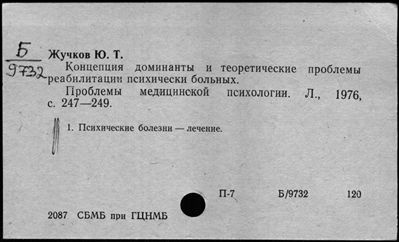 Б
9732
Жучков Ю. Т.
Концепция доминанты и теоретические проблемы
реабилитации психически больных.
Проблемы медицинской психологии. Л., 1976,
с. 247—249.
1. Психические болезни — лечение.
П-7 Б/9732 120
2087 СБМБ при ГЦНМБ